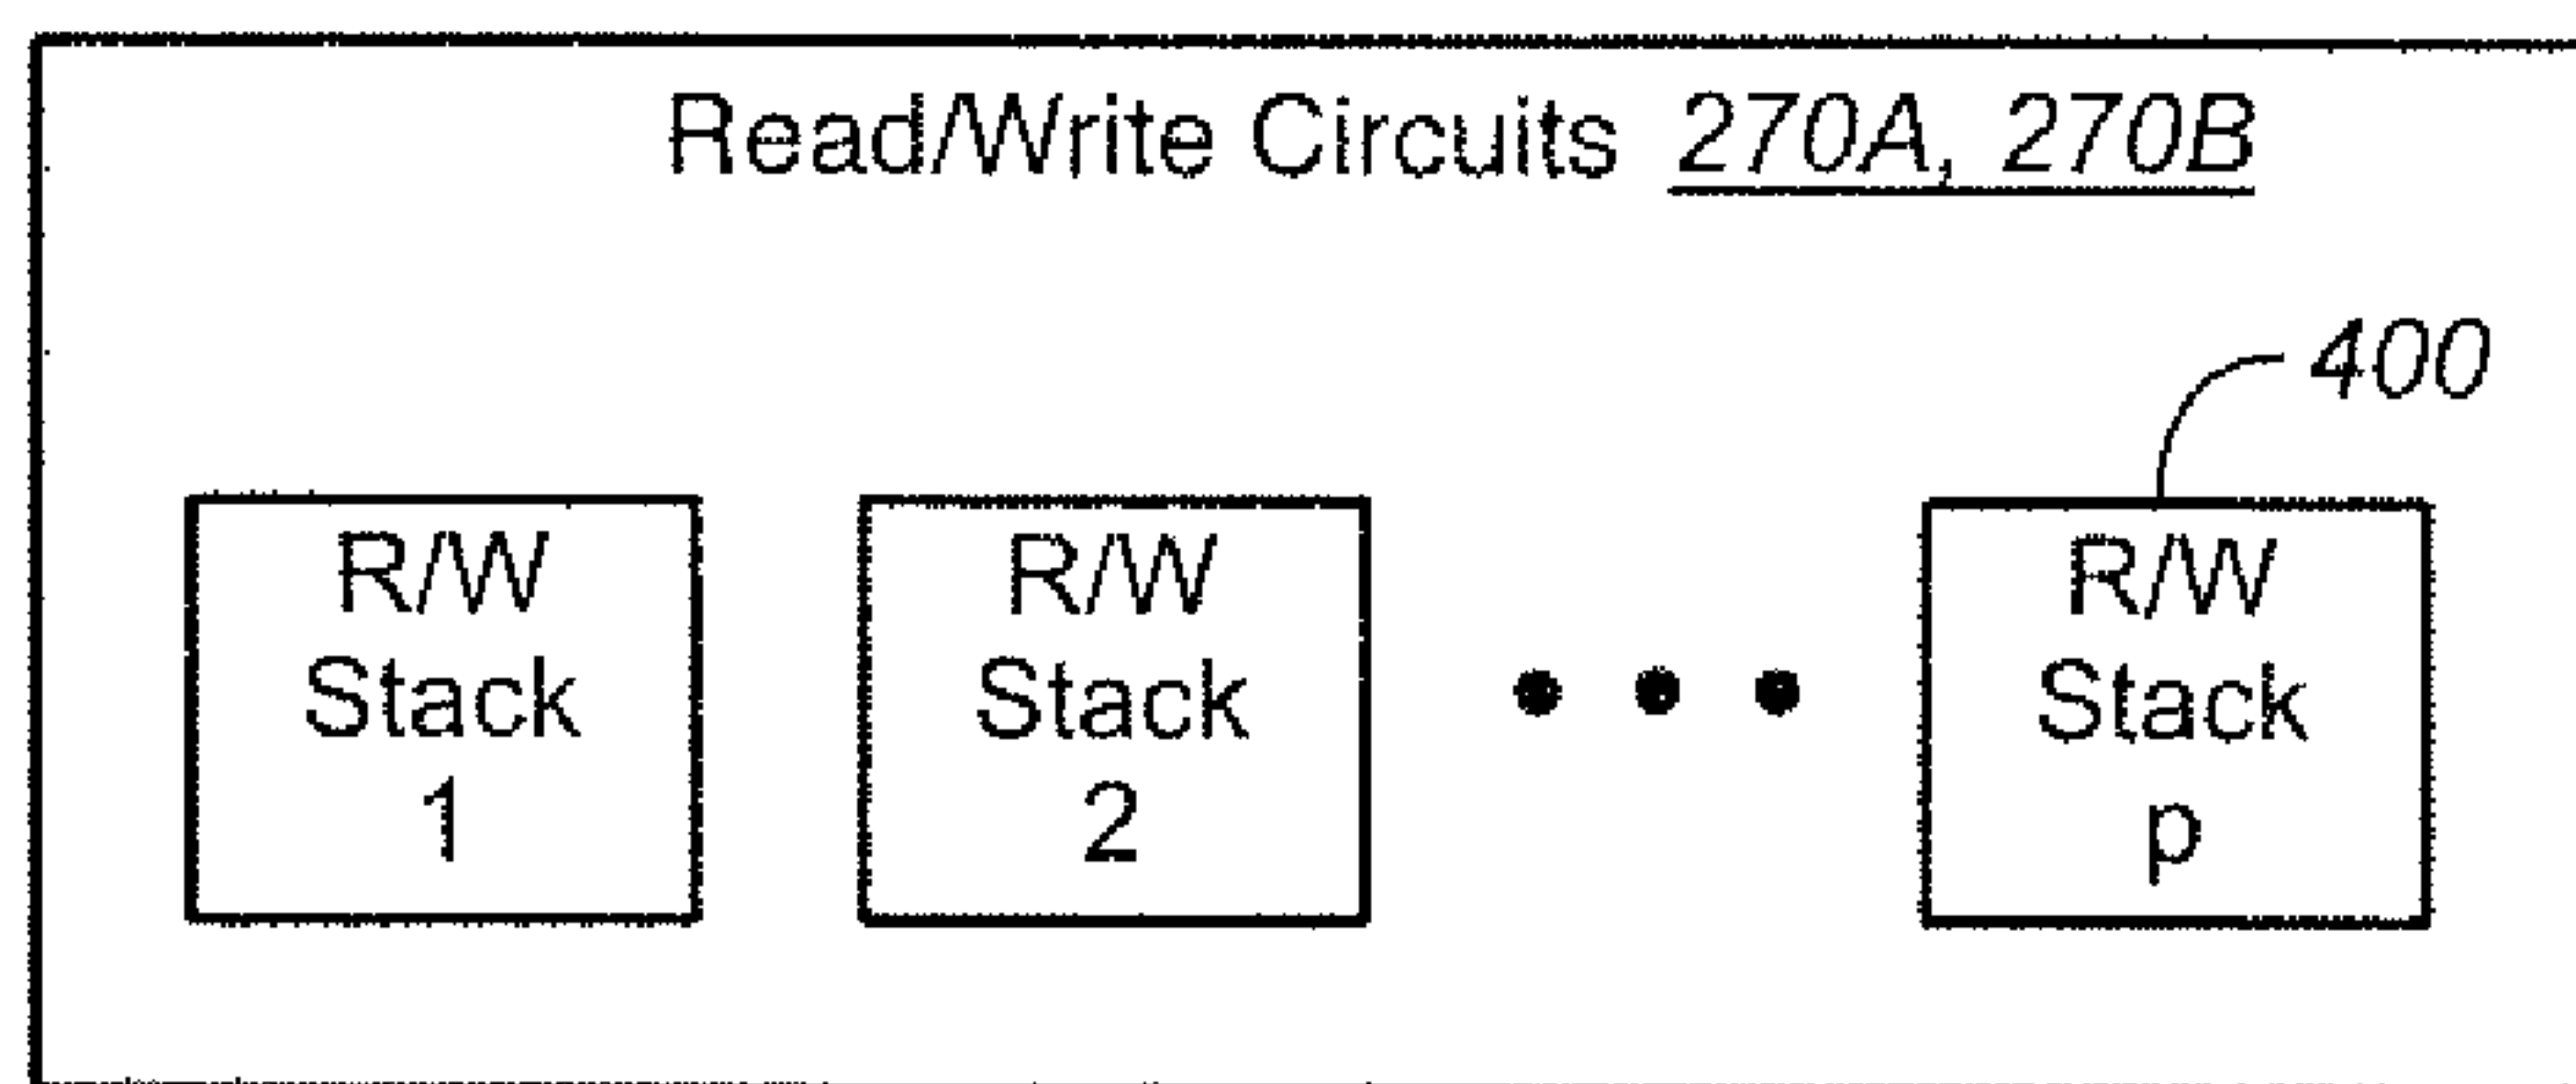 Read/Write Circuits 270A, 270B
400
R/W
Stack
1
R/W
Stack
2
R/W
Stack
p